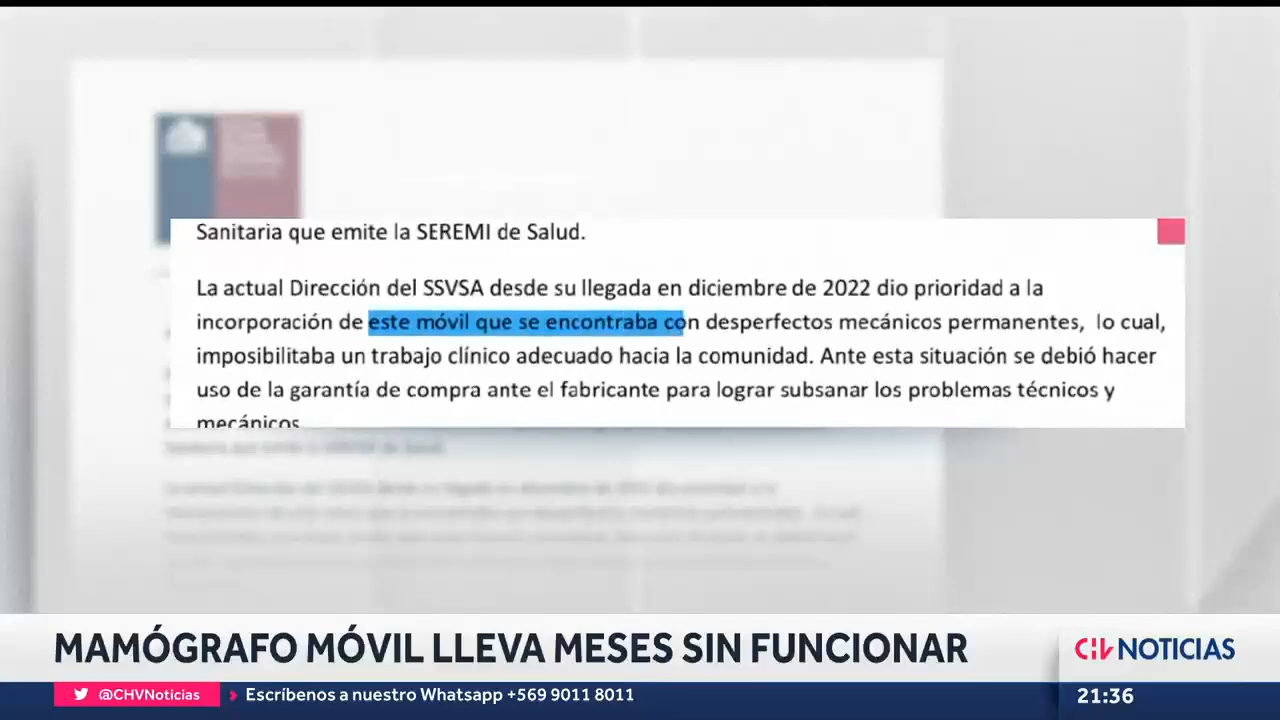 Sanitaria que emite la SEREMI de Salud.
La actual Dirección del SSVSA desde su llegada en diciembre de 2022 dio prioridad a la
incorporación de este móvil que se encontraba con desperfectos mecánicos permanentes, lo cual,
imposibilitaba un trabajo clínico adecuado hacia la comunidad. Ante esta situación se debió hacer
uso de la garantía de compra ante el fabricante para lograr subsanar los problemas técnicos y
mecánicos
MAMÓGRAFO MÓVIL LLEVA MESES SIN FUNCIONAR
CHV NOTICIAS
@CHVNoticias
Escríbenos a nuestro Whatsapp +569 9011 8011
21:36